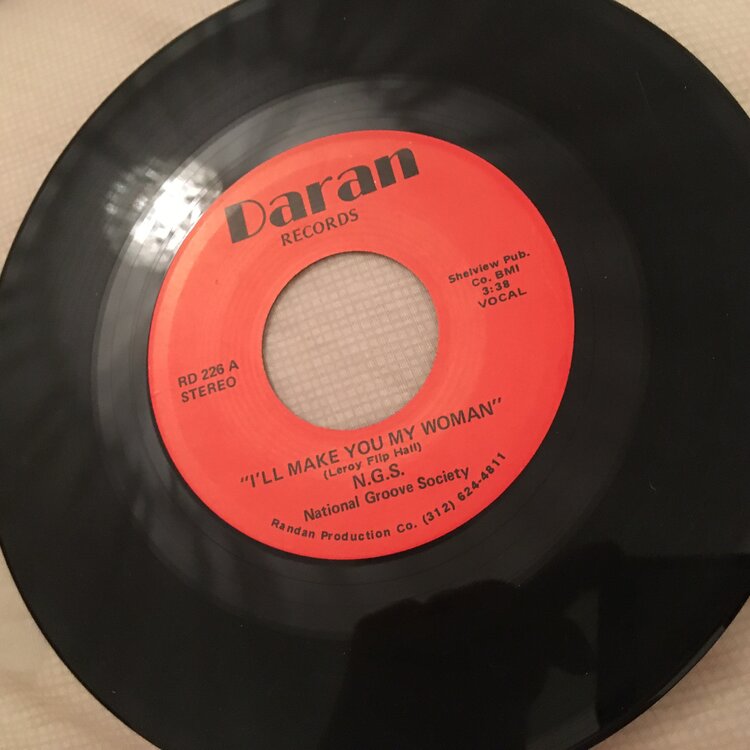 Daran
RECORDS
Shelview Pub.
Co. BMI
3:38
VOCAL
RD 226 A
STEREO
"I'LL MAKE YOU MY WOMAN"
(Leroy Flip Hall)
N.G.S.
National Groove Society
Randan Production Co. (312) 624-4811